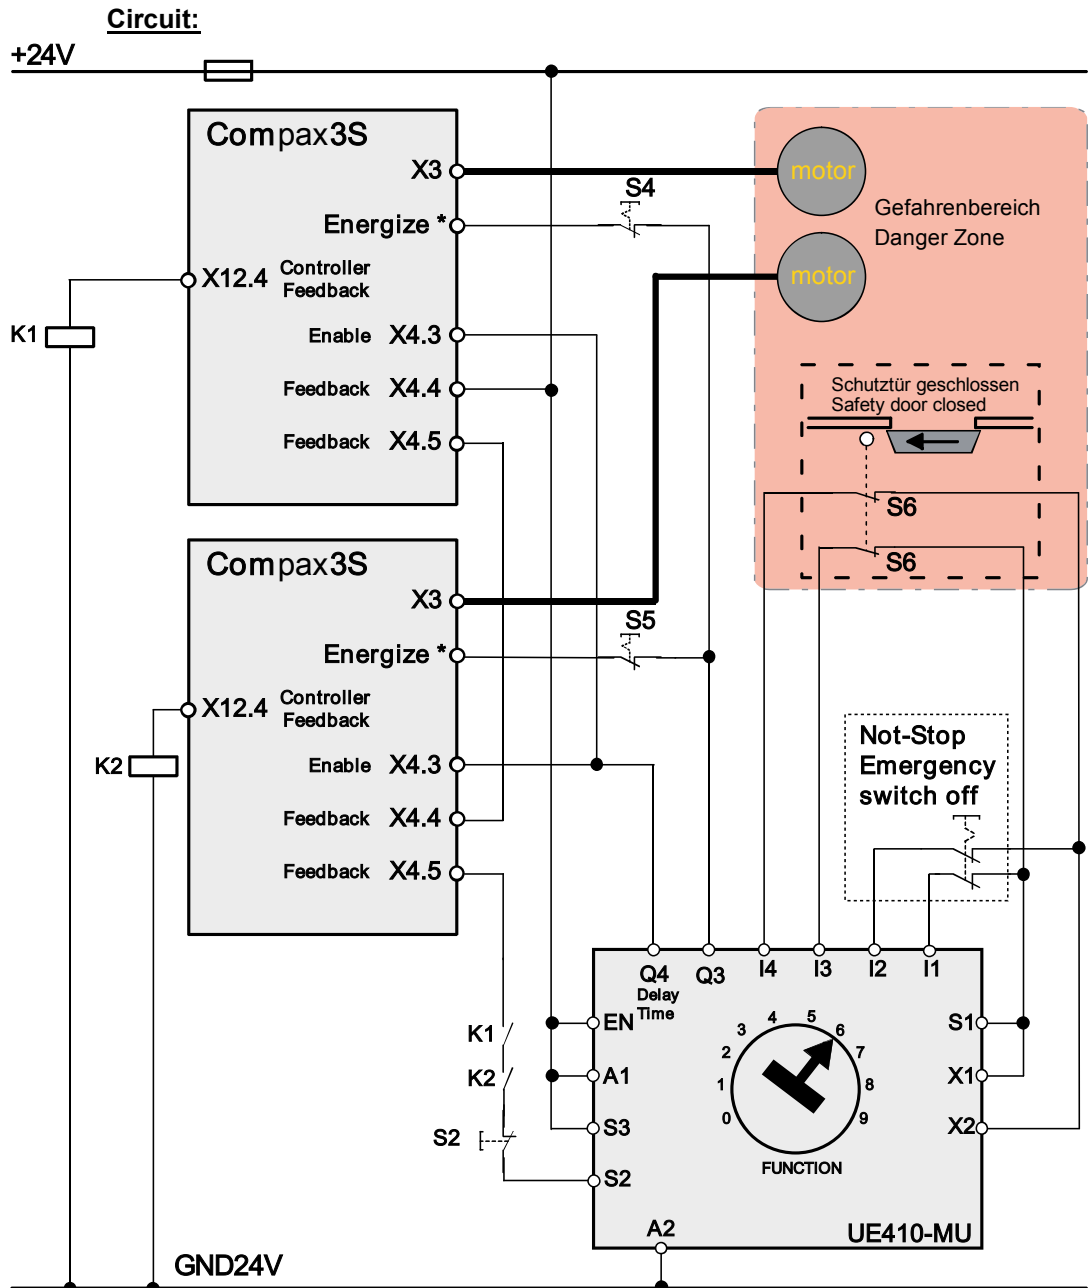 Circuit:
+24V
Compax3S
X3
motor
S4
Gefahrenbereich
Danger Zone
Energize *
motor
X12.4
Controller
Feedback
K1
Enable X4.3
Feedback X4.4
Feedback X4.5
Schutztür geschlossen
Safety door closed
S6
S6
Compax3S
X3
S5
Energize *
X12.4
Controller
Feedback
K2
Enable X4.3
Feedback X4.4
Feedback X4.5
Not-Stop
Emergency
switch off
Q4
Delay
Time
Q3
I4
I3
I2
I1
K1
K2
S2
EN
A1
S3
S2
0
1
2
3
4
5
6
7
8
9
FUNCTION
S1
X1
X2
A2
UE410-MU
GND24V